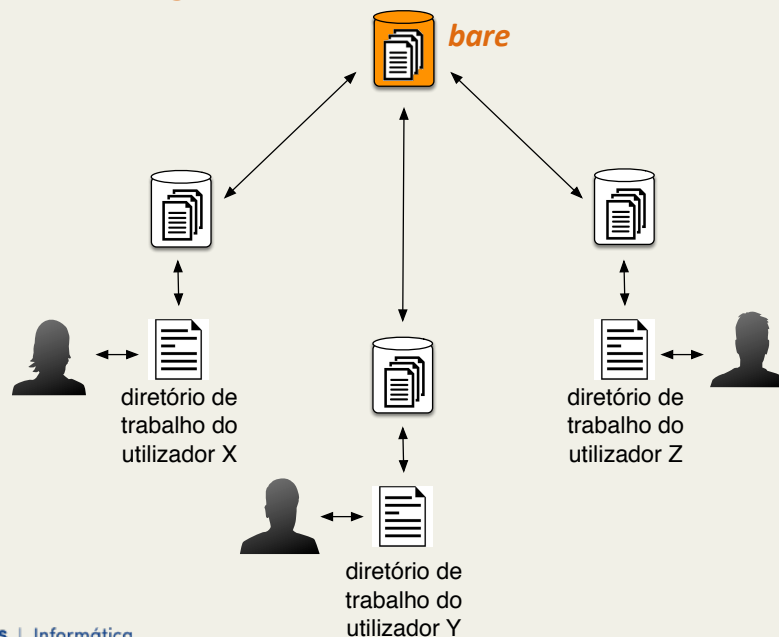 bare
diretório de
trabalho do
utilizador X
diretório de
trabalho do
utilizador Z
diretório de
trabalho do
utilizador Y
s | Informática